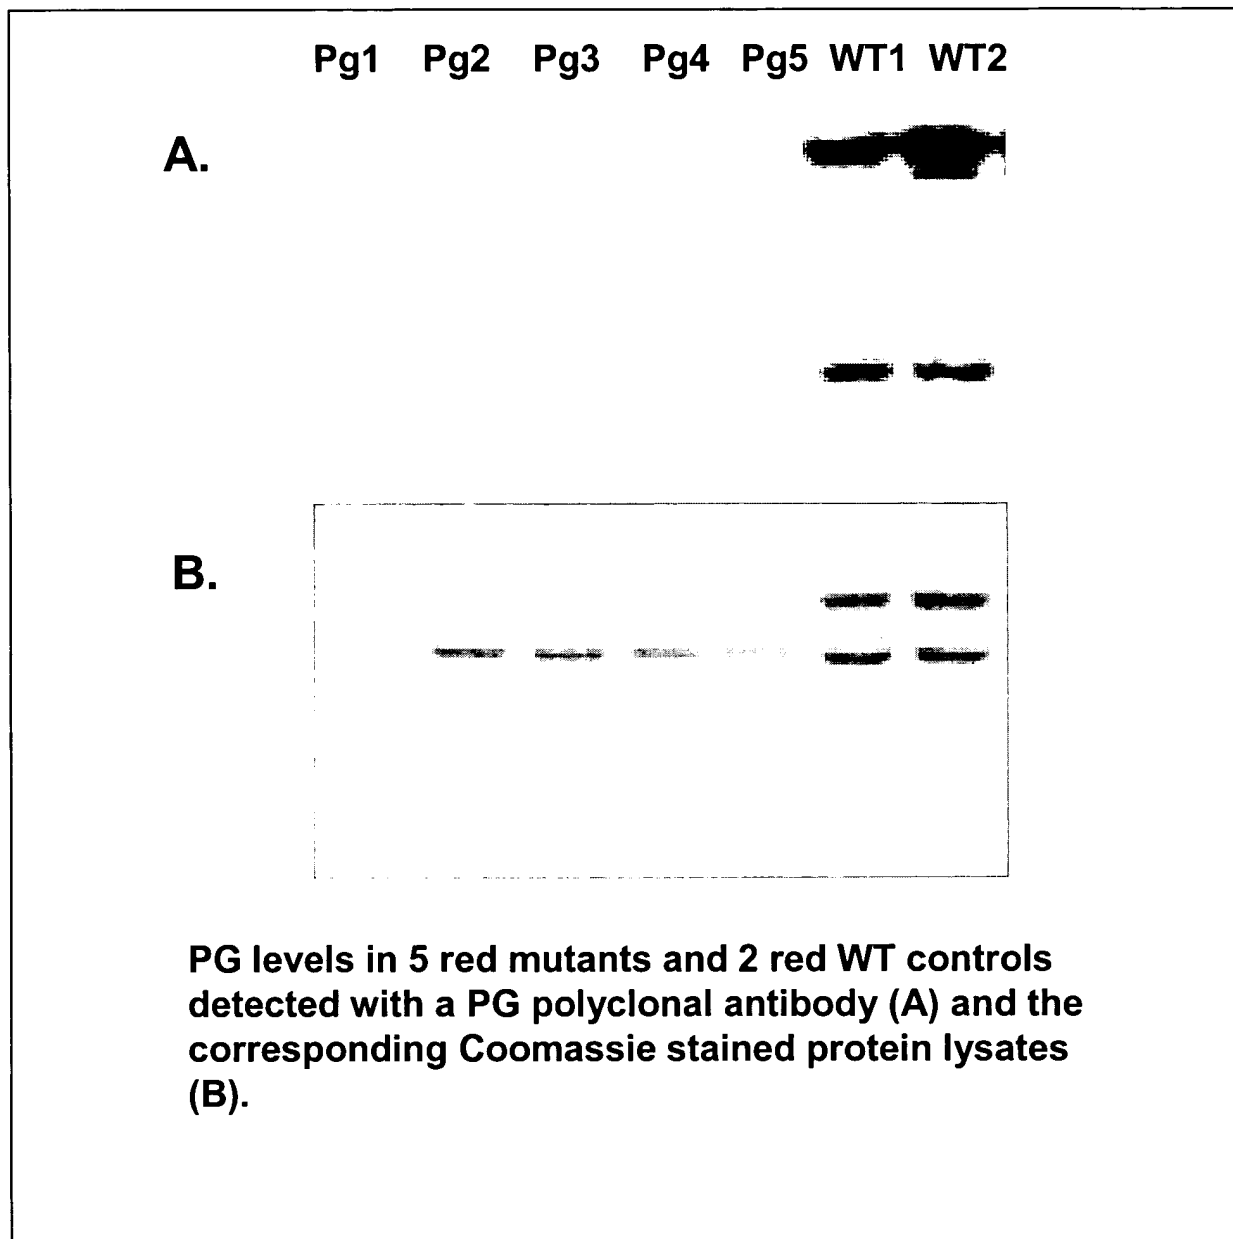 Pg1 Pg2 Pg3 Pg4 Pg5 WT1 WT2
A.
B.
PG levels in 5 red mutants and 2 red WT controls
detected with a PG polyclonal antibody (A) and the
corresponding Coomassie stained protein lysates
(B).